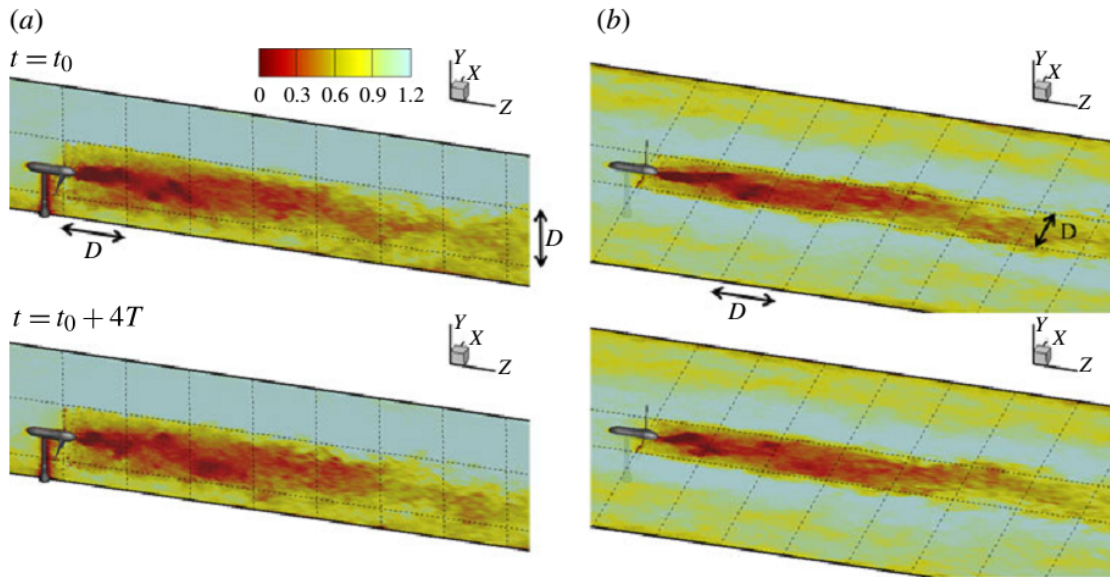 (a)
(b)
t = t0
0 0.3 0.6 0.9 1.2
Y
X
Z
Y
X
Z
D
D
D
D
t = t0 + 4T
Y
X
Z
Y
X
Z